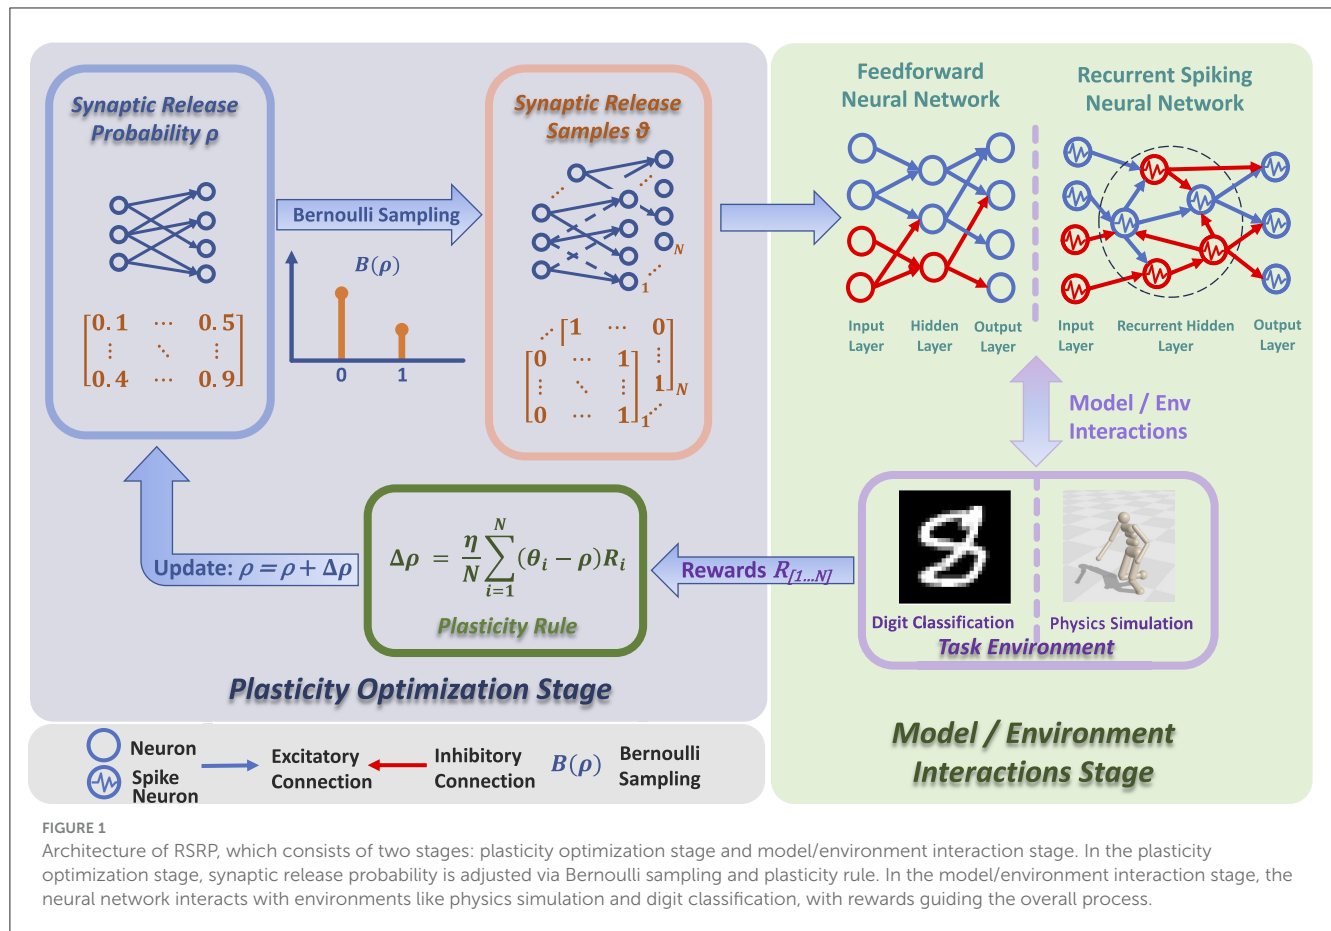 Synaptic Release
Probability ρ
[0.1 ⋯ 0.5
⋮ ⋱ ⋮
0.4 ⋯ 0.9]
Bernoulli Sampling
B(ρ)
0 1
Synaptic Release
Samples ϑ
N
1
[1 ⋯ 0
⋮
1]N
[0 ⋯ 1
⋮ ⋱ ⋮
0 ⋯ 1]1
Update: ρ = ρ + Δρ
Δρ = η/N ∑_{i=1}^{N} (θ_i − ρ)R_i
Plasticity Rule
Rewards R[1...N]
Plasticity Optimization Stage
Feedforward
Neural Network
Input
Layer
Hidden
Layer
Output
Layer
Recurrent Spiking
Neural Network
Input
Layer
Recurrent Hidden
Layer
Output
Layer
Model / Env
Interactions
Digit Classification
Physics Simulation
Task Environment
Model / Environment
Interactions Stage
Neuron
Spike
Neuron
Excitatory
Connection
Inhibitory
Connection
B(ρ)
Bernoulli
Sampling
FIGURE 1
Architecture of RSRP, which consists of two stages: plasticity optimization stage and model/environment interaction stage. In the plasticity
optimization stage, synaptic release probability is adjusted via Bernoulli sampling and plasticity rule. In the model/environment interaction stage, the
neural network interacts with environments like physics simulation and digit classification, with rewards guiding the overall process.